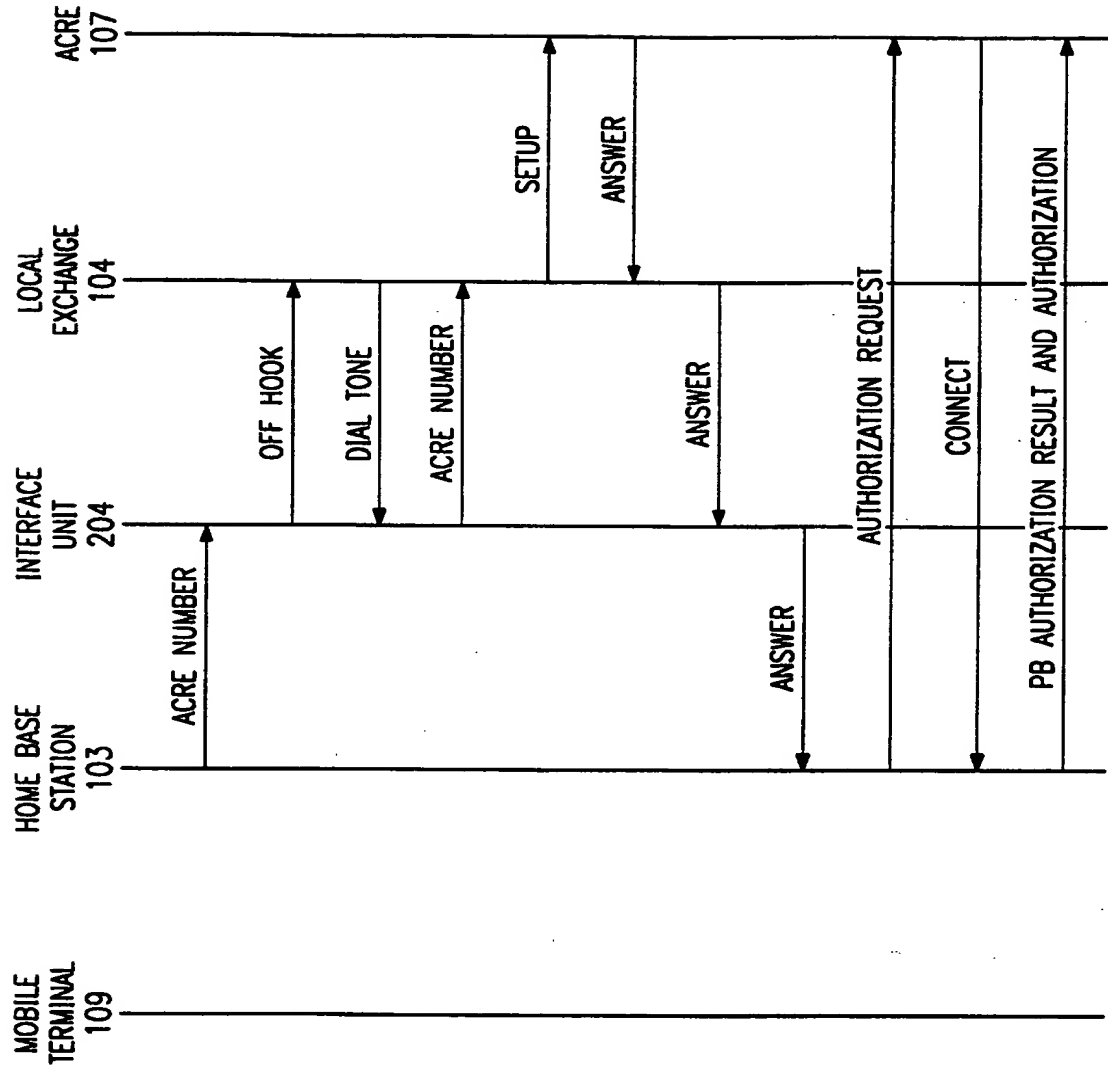 MOBILE
TERMINAL
109
HOME BASE
STATION
103
INTERFACE
UNIT
204
LOCAL
EXCHANGE
104
ACRE
107
ACRE NUMBER
OFF HOOK
DIAL TONE
ACRE NUMBER
SETUP
ANSWER
ANSWER
ANSWER
AUTHORIZATION REQUEST
CONNECT
PB AUTHORIZATION RESULT AND AUTHORIZATION